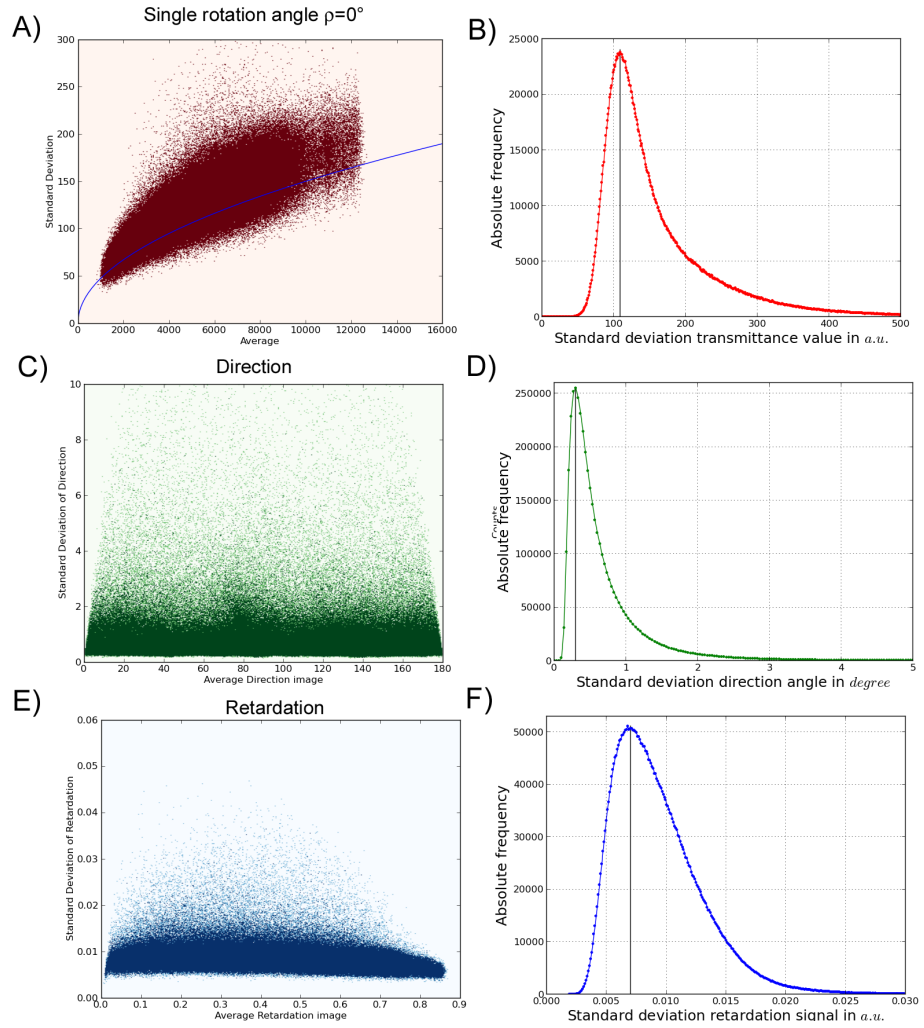 Single rotation angle ρ=0°
A)
300
250
200
150
100
50
0
0 2000 4000 6000 8000 10000 12000 14000 16000
Standard Deviation
Average
B)
25000
20000
15000
10000
5000
0
0 100 200 300 400 500
Absolute frequency
Standard deviation transmittance value in a.u.
C)
Direction
10
8
6
4
2
0
0 20 40 60 80 100 120 140 160 180
Standard Deviation of Direction
Average Direction image
D)
250000
200000
150000
100000
50000
0
0 1 2 3 4 5
Counts
Absolute frequency
Standard deviation direction angle in degree
E)
Retardation
0.06
0.05
0.04
0.03
0.02
0.01
0.00
0.0 0.1 0.2 0.3 0.4 0.5 0.6 0.7 0.8 0.9
Standard Deviation of Retardation
Average Retardation image
F)
50000
40000
30000
20000
10000
0
0.000 0.005 0.010 0.015 0.020 0.025 0.030
Absolute frequency
Standard deviation retardation signal in a.u.